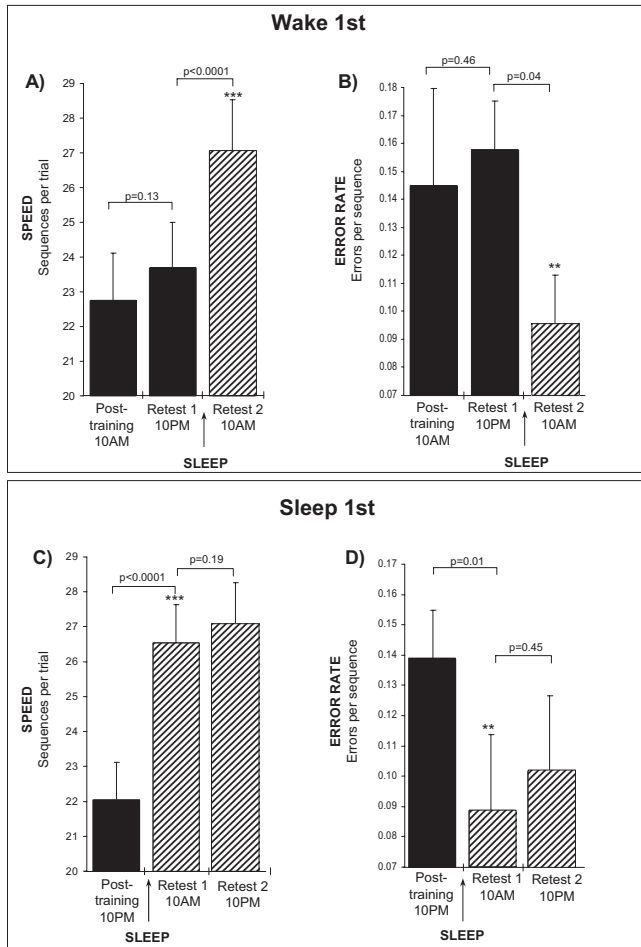 Wake 1st
A)
p<0.0001
***
p=0.13
SPEED
Sequences per trial
29
28
27
26
25
24
23
22
21
20
Post-
training
10AM
Retest 1
10PM
Retest 2
10AM
SLEEP
B)
p=0.46
p=0.04
**
ERROR RATE
Errors per sequence
0.18
0.17
0.16
0.15
0.14
0.13
0.12
0.11
0.10
0.09
0.08
0.07
Post-
training
10AM
Retest 1
10PM
Retest 2
10AM
SLEEP
Sleep 1st
C)
p=0.19
p<0.0001
***
SPEED
Sequences per trial
29
28
27
26
25
24
23
22
21
20
Post-
training
10PM
Retest 1
10AM
Retest 2
10PM
SLEEP
D)
p=0.01
p=0.45
**
ERROR RATE
Errors per sequence
0.17
0.16
0.15
0.14
0.13
0.12
0.11
0.10
0.09
0.08
0.07
Post-
training
10PM
Retest 1
10AM
Retest 2
10PM
SLEEP